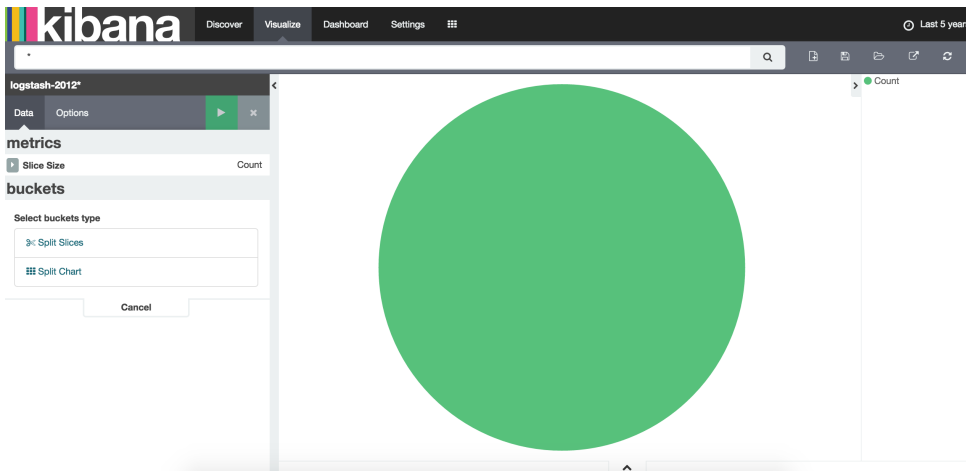 kibana
Discover Visualize Dashboard Settings
Last 5 years
*
logstash-2012*
Data Options
metrics
Slice Size Count
buckets
Select buckets type
Split Slices
Split Chart
Cancel
Count